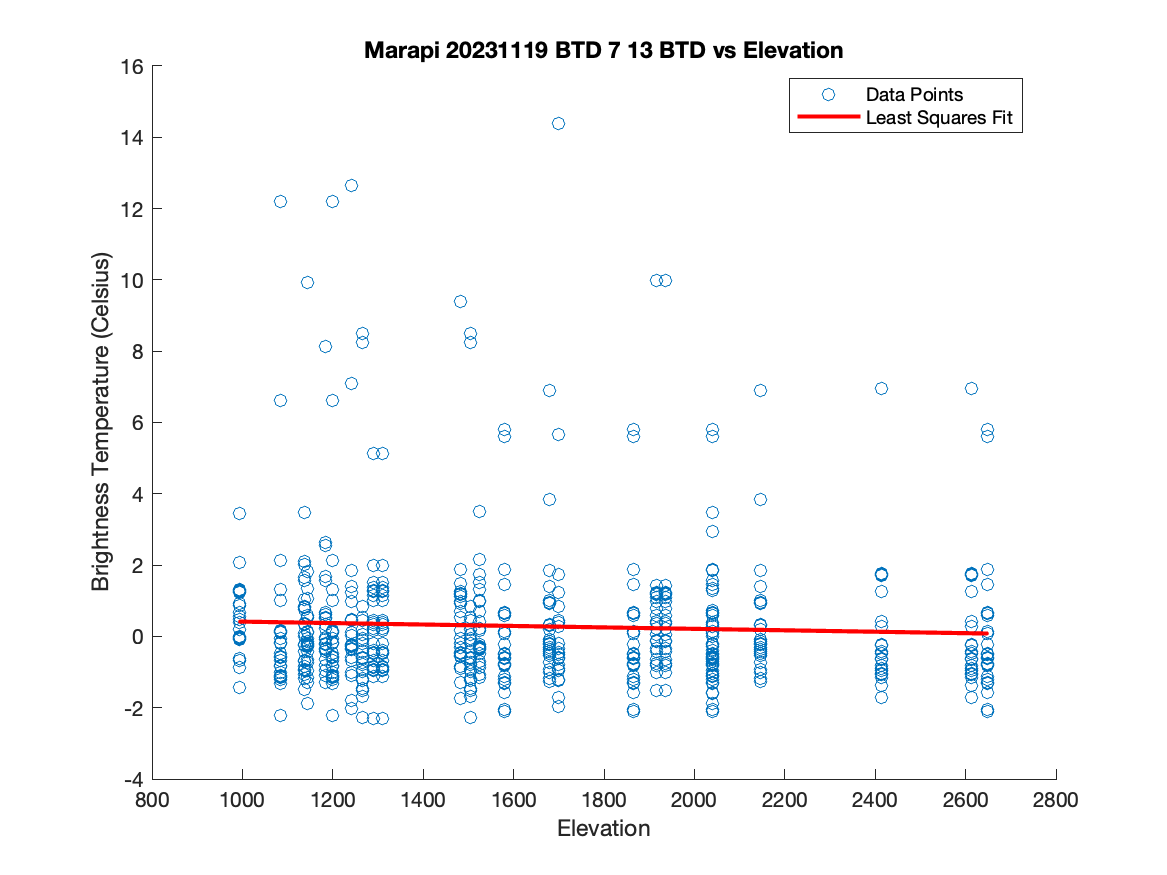 Marapi 20231119 BTD 7 13 BTD vs Elevation
Data Points
Least Squares Fit
Brightness Temperature (Celsius)
16
14
12
10
8
6
4
2
0
-2
-4
800 1000 1200 1400 1600 1800 2000 2200 2400 2600 2800
Elevation